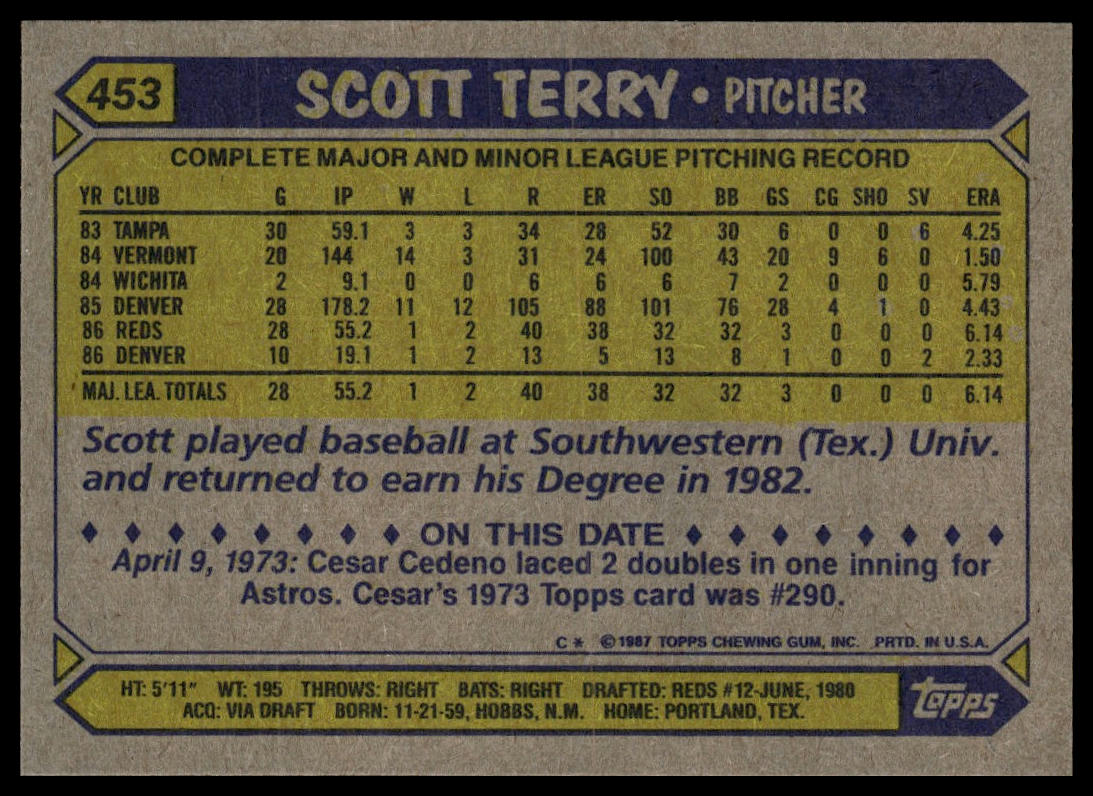 453 SCOTT TERRY • PITCHER
COMPLETE MAJOR AND MINOR LEAGUE PITCHING RECORD
YR CLUB G IP W L R ER SO BB GS CG SHO SV ERA
83 TAMPA 30 59.1 3 3 34 28 52 30 6 0 0 6 4.25
84 VERMONT 20 144 14 3 31 24 100 43 20 9 6 0 1.50
84 WICHITA 2 9.1 0 0 6 6 6 7 2 0 0 0 5.79
85 DENVER 28 178.2 11 12 105 88 101 76 28 4 1 0 4.43
86 REDS 28 55.2 1 2 40 38 32 32 3 0 0 0 6.14
86 DENVER 10 19.1 1 2 13 5 13 8 1 0 0 2 2.33
MAJ. LEA. TOTALS 28 55.2 1 2 40 38 32 32 3 0 0 0 6.14
Scott played baseball at Southwestern (Tex.) Univ.
and returned to earn his Degree in 1982.
♦ ♦ ♦ ♦ ♦ ♦ ♦ ♦ ON THIS DATE ♦ ♦ ♦ ♦ ♦ ♦ ♦ ♦
April 9, 1973: Cesar Cedeno laced 2 doubles in one inning for
Astros. Cesar's 1973 Topps card was #290.
C* ©1987 TOPPS CHEWING GUM, INC. PRTD. IN U.S.A.
HT: 5'11" WT: 195 THROWS: RIGHT BATS: RIGHT DRAFTED: REDS #12-JUNE, 1980
ACQ: VIA DRAFT BORN: 11-21-59, HOBBS, N.M. HOME: PORTLAND, TEX.
TOPPS